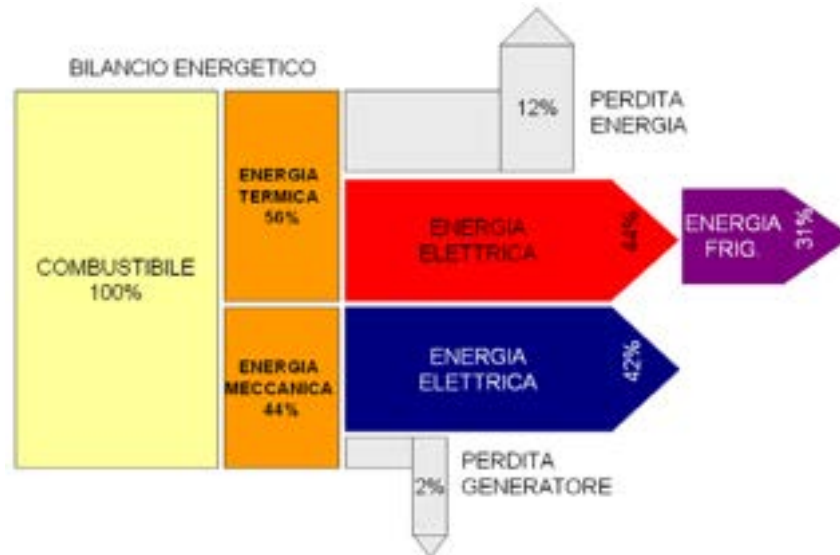 BILANCIO ENERGETICO
12%
PERDITA
ENERGIA
ENERGIA
TERMICA
56%
ENERGIA
ELETTRICA
44%
ENERGIA
FRIG.
31%
COMBUSTIBILE
100%
ENERGIA
MECCANICA
44%
ENERGIA
ELETTRICA
42%
2%
PERDITA
GENERATORE